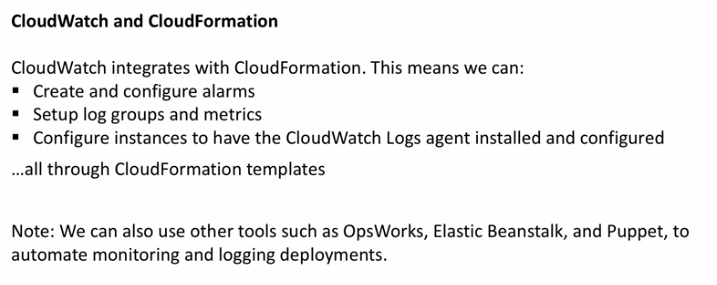 CloudWatch and CloudFormation
CloudWatch integrates with CloudFormation. This means we can:
▪ Create and configure alarms
▪ Setup log groups and metrics
▪ Configure instances to have the CloudWatch Logs agent installed and configured
...all through CloudFormation templates
Note: We can also use other tools such as OpsWorks, Elastic Beanstalk, and Puppet, to
automate monitoring and logging deployments.